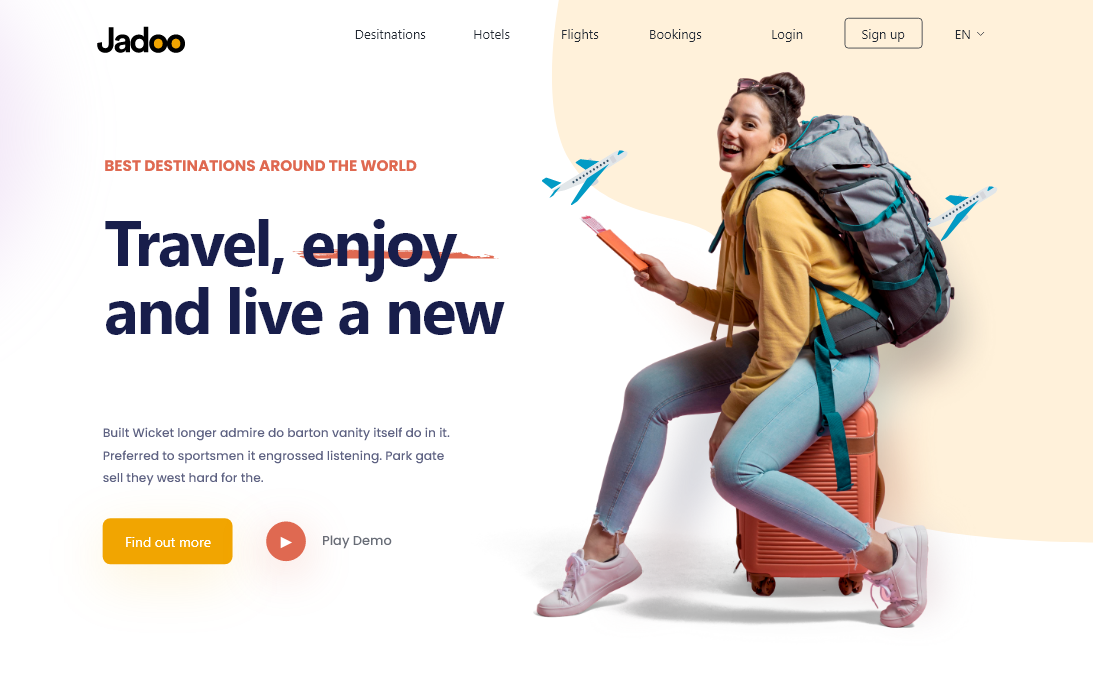 Jadoo
Desitnations Hotels Flights Bookings Login Sign up EN
BEST DESTINATIONS AROUND THE WORLD
Travel, enjoy
and live a new
Built Wicket longer admire do barton vanity itself do in it.
Preferred to sportsmen it engrossed listening. Park gate
sell they west hard for the.
Find out more Play Demo